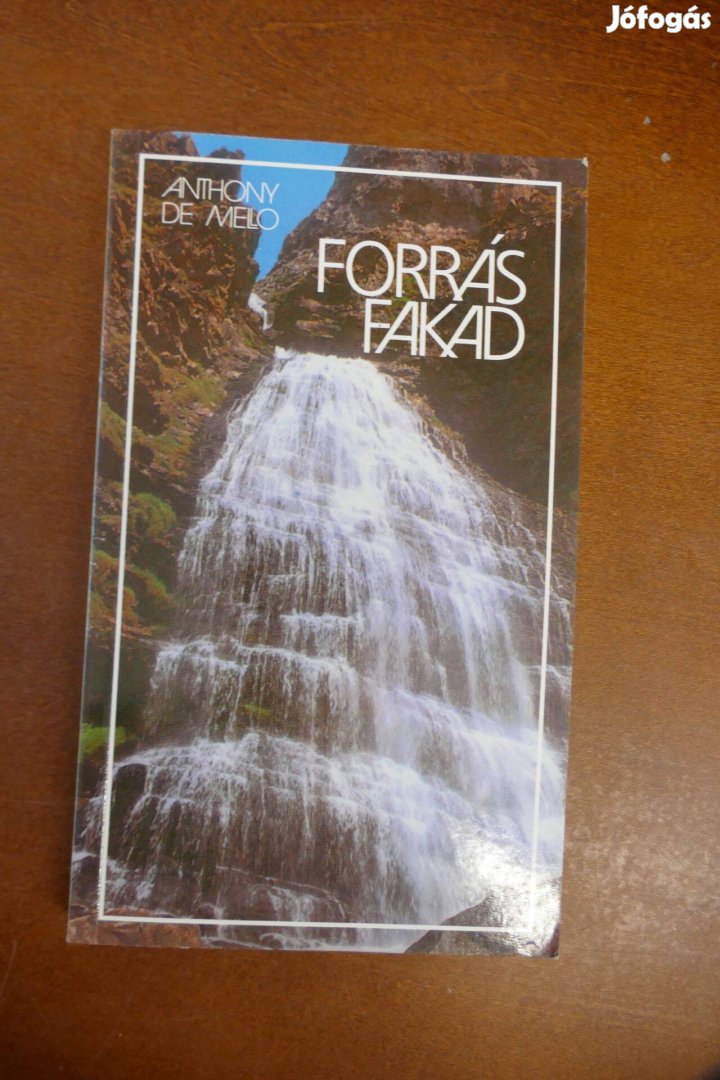 Jófogás
ANTHONY
DE MELLO
FORRÁS
FAKAD